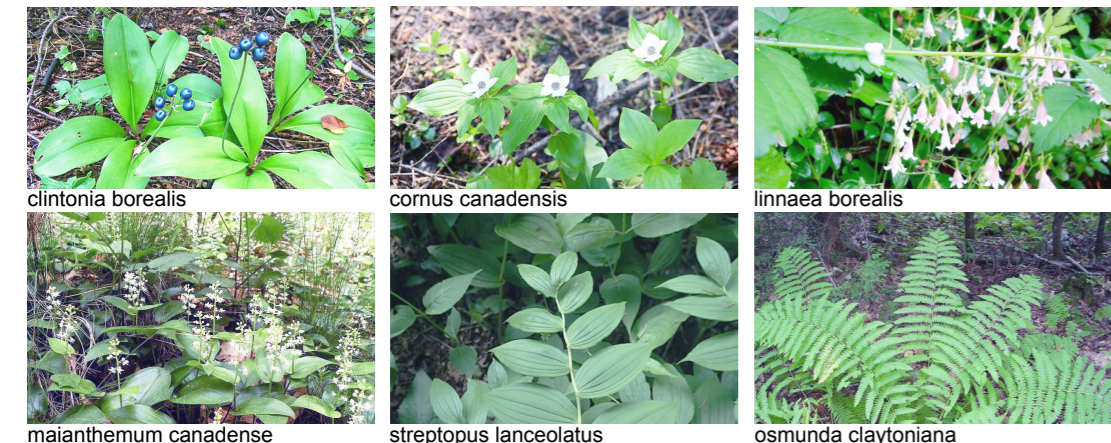 clintonia borealis
cornus canadensis
linnaea borealis
maianthemum canadense
streptopus lanceolatus
osmunda claytoniana